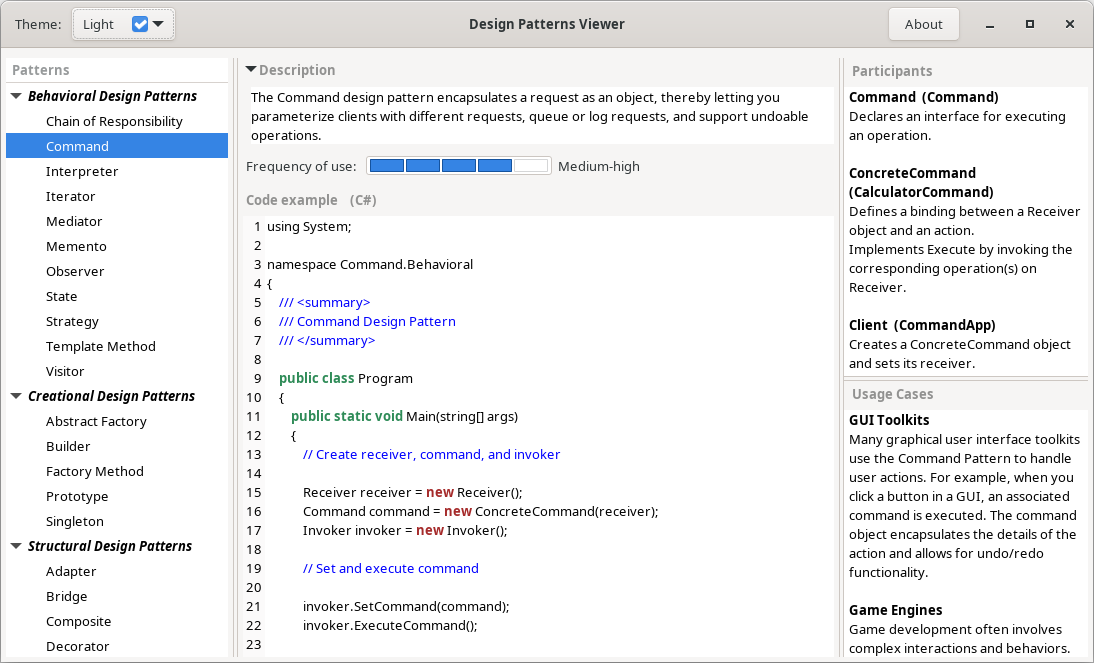 Theme: Light Design Patterns Viewer About
Patterns
Behavioral Design Patterns
Chain of Responsibility
Command
Interpreter
Iterator
Mediator
Memento
Observer
State
Strategy
Template Method
Visitor
Creational Design Patterns
Abstract Factory
Builder
Factory Method
Prototype
Singleton
Structural Design Patterns
Adapter
Bridge
Composite
Decorator
Description
The Command design pattern encapsulates a request as an object, thereby letting you
parameterize clients with different requests, queue or log requests, and support undoable
operations.
Frequency of use: Medium-high
Code example (C#)
1 using System;
2
3 namespace Command.Behavioral
4 {
5 /// <summary>
6 /// Command Design Pattern
7 /// </summary>
8
9 public class Program
10 {
11 public static void Main(string[] args)
12 {
13 // Create receiver, command, and invoker
14
15 Receiver receiver = new Receiver();
16 Command command = new ConcreteCommand(receiver);
17 Invoker invoker = new Invoker();
18
19 // Set and execute command
20
21 invoker.SetCommand(command);
22 invoker.ExecuteCommand();
23
Participants
Command (Command)
Declares an interface for executing
an operation.
ConcreteCommand
(CalculatorCommand)
Defines a binding between a Receiver
object and an action.
Implements Execute by invoking the
corresponding operation(s) on
Receiver.
Client (CommandApp)
Creates a ConcreteCommand object
and sets its receiver.
Usage Cases
GUI Toolkits
Many graphical user interface toolkits
use the Command Pattern to handle
user actions. For example, when you
click a button in a GUI, an associated
command is executed. The command
object encapsulates the details of the
action and allows for undo/redo
functionality.
Game Engines
Game development often involves
complex interactions and behaviors.